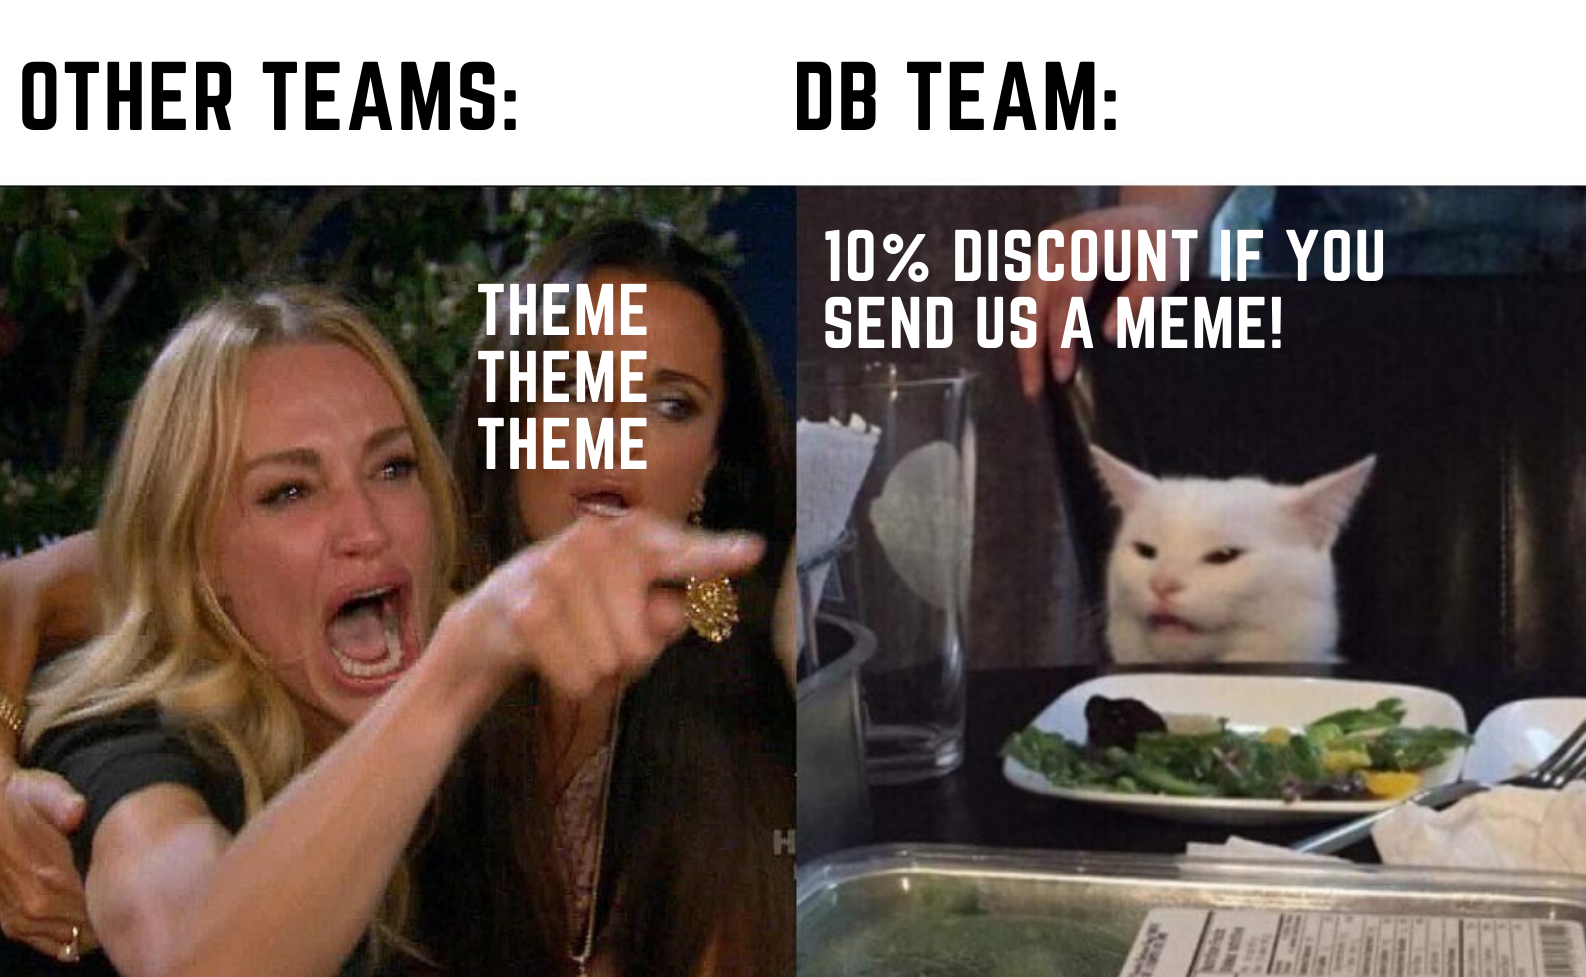 OTHER TEAMS:
DB TEAM:
THEME
THEME
THEME
10% DISCOUNT IF YOU
SEND US A MEME!
H